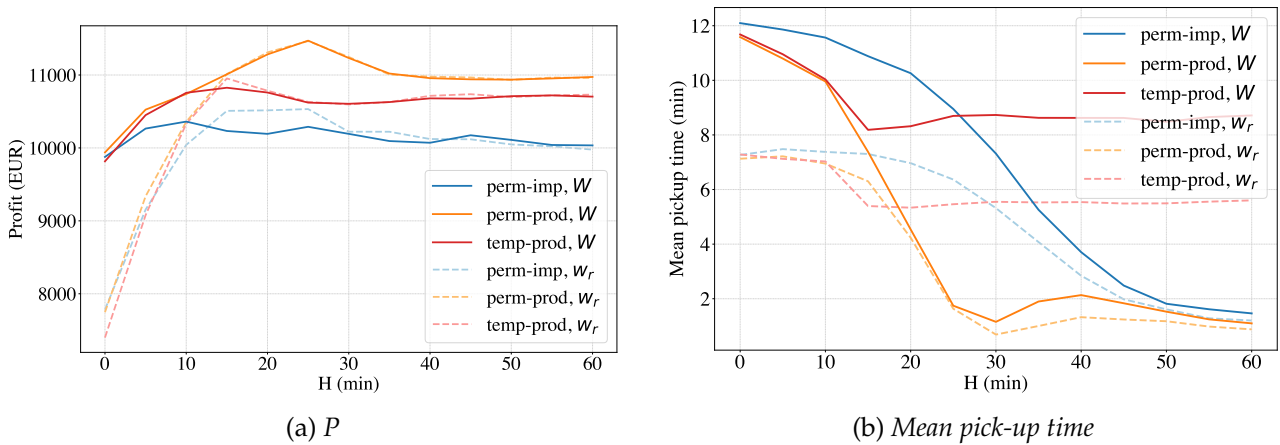 Profit (EUR)
11000
10000
9000
8000
perm-imp, W
perm-prod, W
temp-prod, W
perm-imp, w_r
perm-prod, w_r
temp-prod, w_r
0 10 20 30 40 50 60
H (min)
(a) P
Mean pickup time (min)
12
10
8
6
4
2
perm-imp, W
perm-prod, W
temp-prod, W
perm-imp, w_r
perm-prod, w_r
temp-prod, w_r
0 10 20 30 40 50 60
H (min)
(b) Mean pick-up time